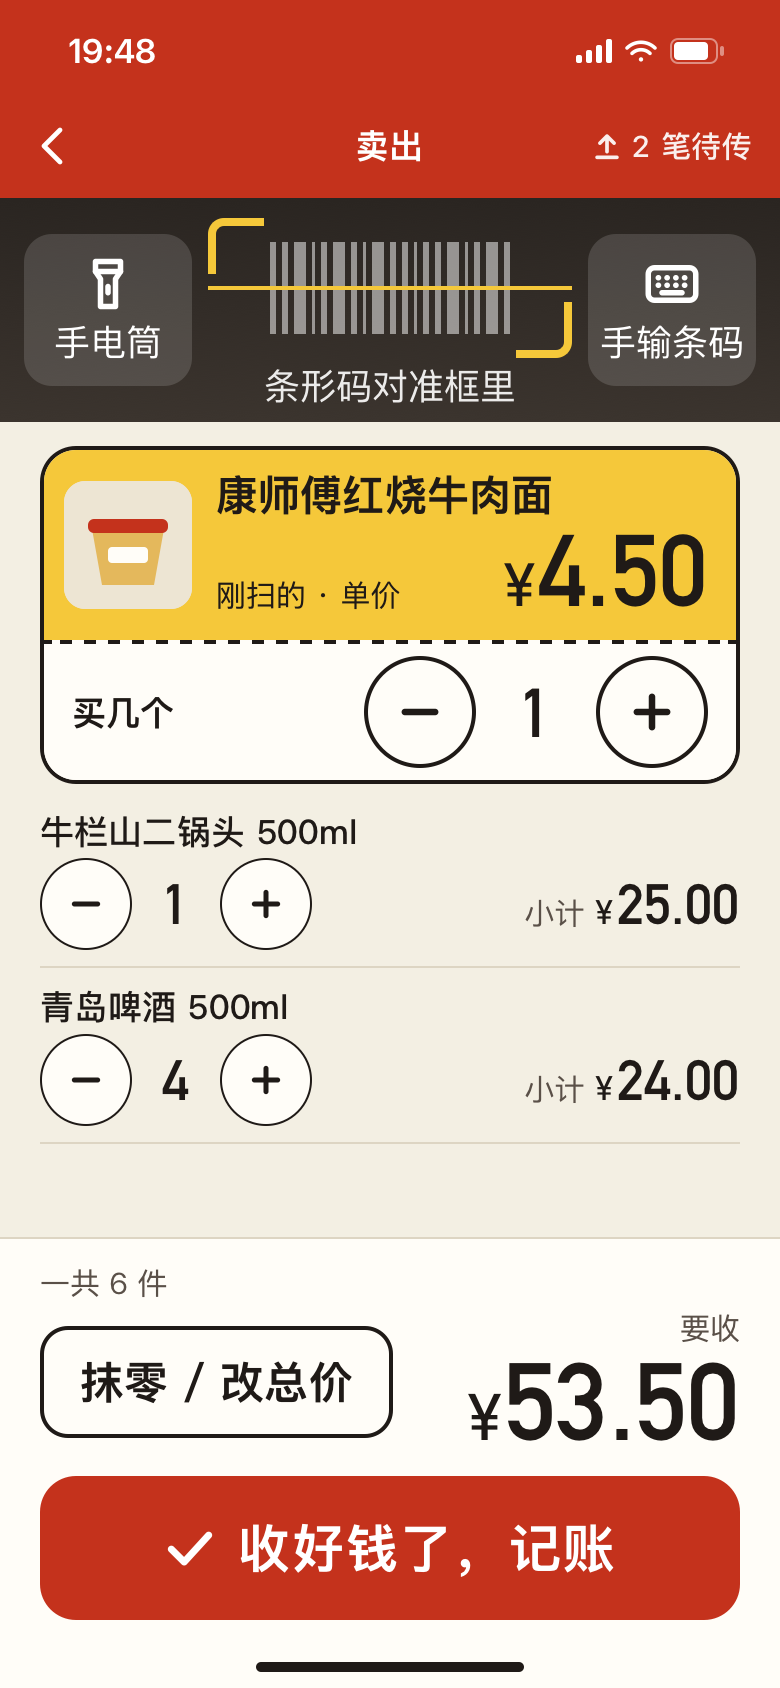 19:48
卖出
2 笔待传
手电筒
条形码对准框里
手输条码
康师傅红烧牛肉面
刚扫的 · 单价
¥4.50
买几个
1
牛栏山二锅头 500ml
1
小计 ¥25.00
青岛啤酒 500ml
4
小计 ¥24.00
一共 6 件
抹零 / 改总价
要收
¥53.50
收好钱了，记账